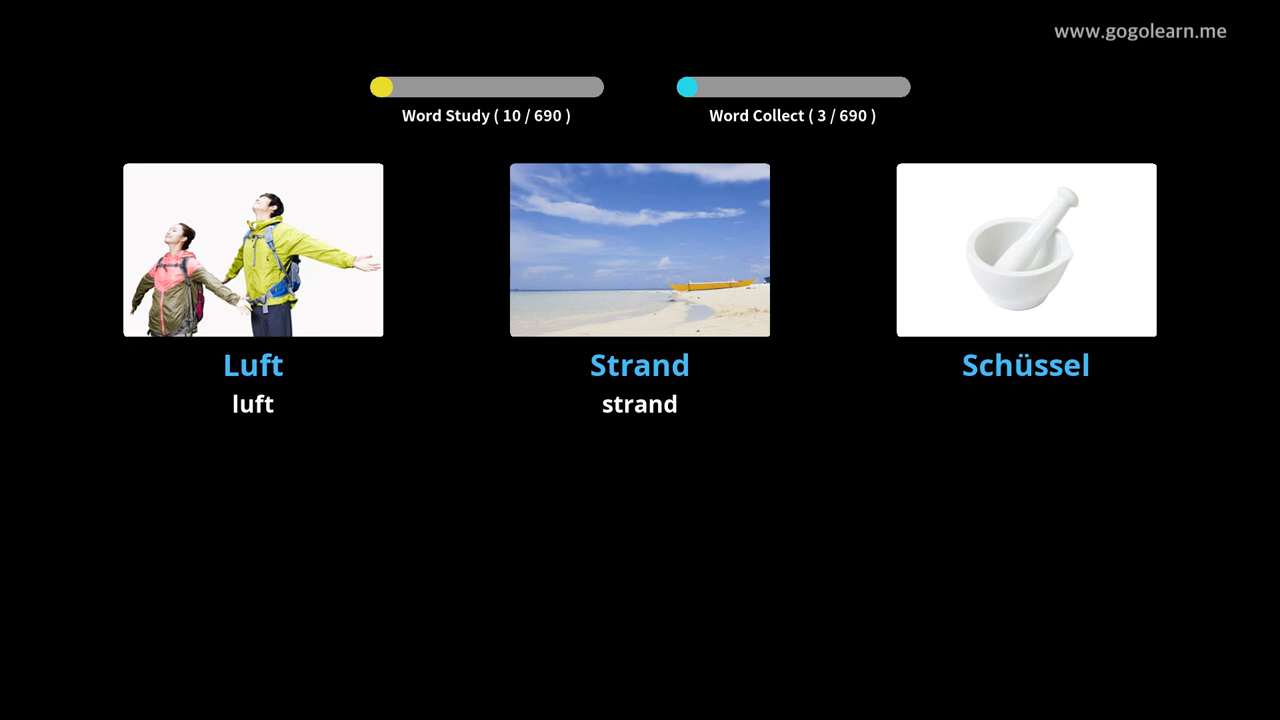 www.gogolearn.me
Word Study ( 10 / 690 )
Word Collect ( 3 / 690 )
Luft
luft
Strand
strand
Schüssel